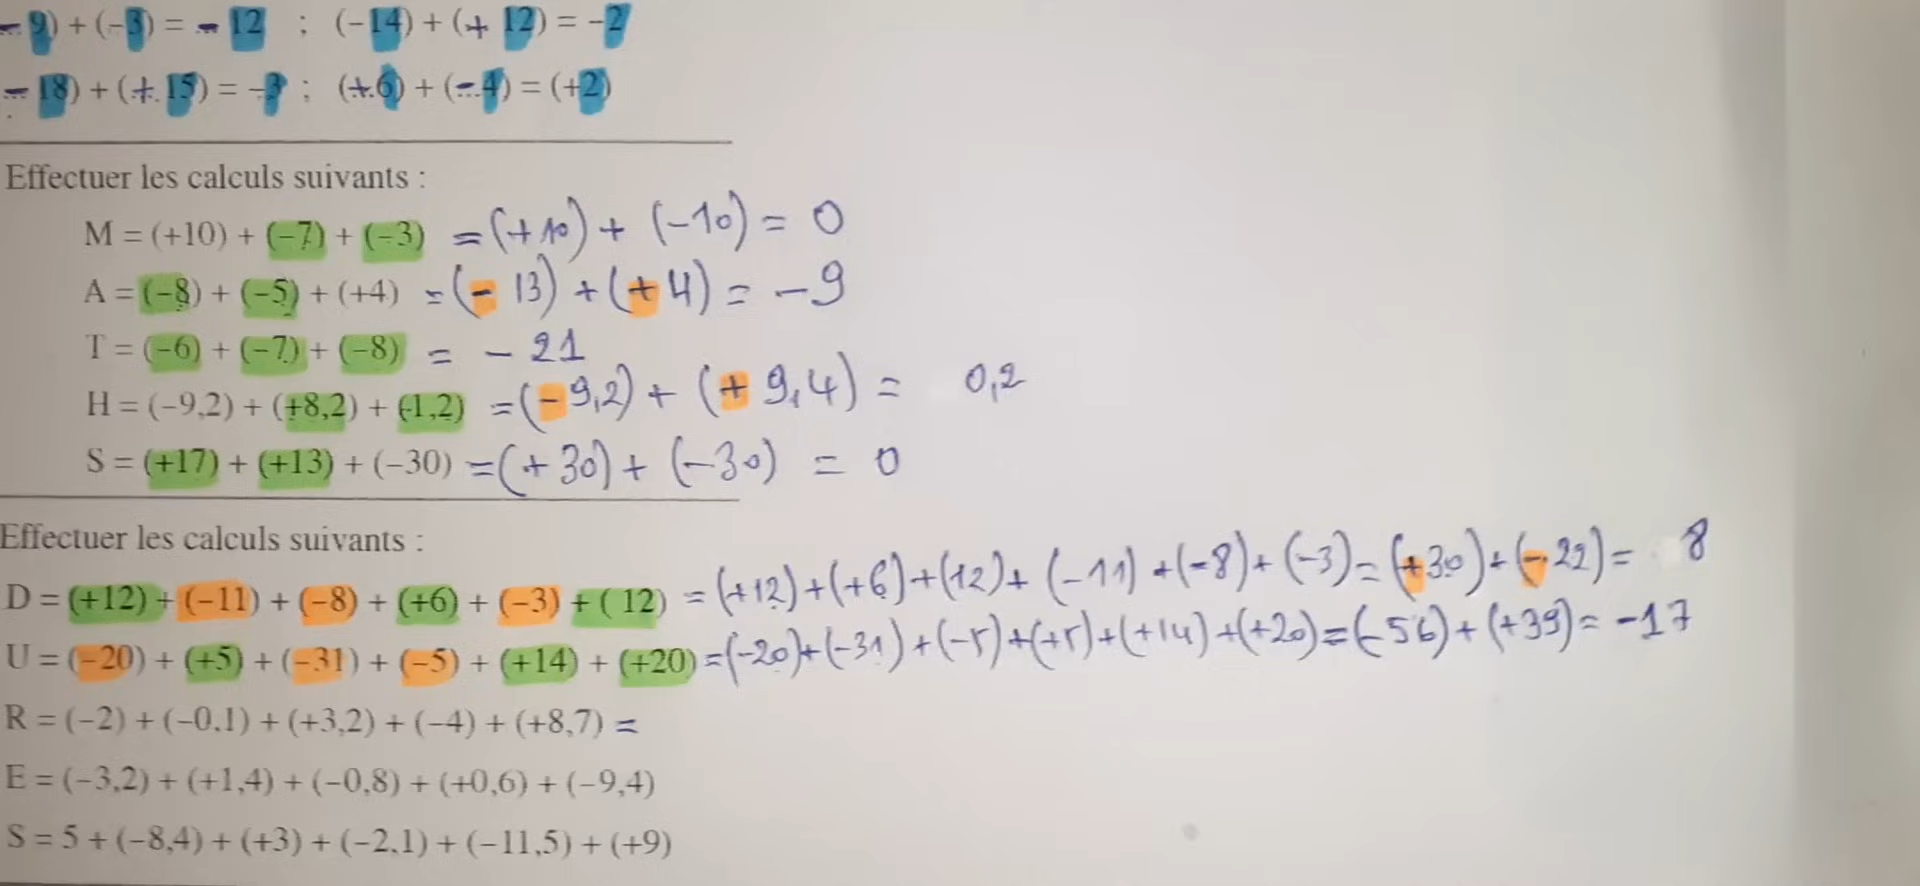 - 9) + (-3) = - 12 ; (-14) + (+ 12) = -2
- 18) + (+ 15) = -3 ; (+.6) + (-.4) = (+2)
Effectuer les calculs suivants :
M = (+10) + (-7) + (-3) = (+10) + (-10) = 0
A = (-8) + (-5) + (+4) = (- 13) + (+ 4) = -9
T = (-6) + (-7) + (-8) = - 21
H = (-9,2) + (+8,2) + (-1,2) = (-9,2) + (+ 9,4) = 0,2
S = (+17) + (+13) + (-30) = (+30) + (-30) = 0
Effectuer les calculs suivants :
D = (+12) + (-11) + (-8) + (+6) + (-3) + ( 12) = (+12) + (+6) + (12) + (-11) + (-8) + (-3) = (+30) + (-22) = 8
U = (-20) + (+5) + (-31) + (-5) + (+14) + (+20) = (-20) + (-31) + (-5) + (+5) + (+14) + (+20) = (-56) + (+39) = -17
R = (-2) + (-0,1) + (+3,2) + (-4) + (+8,7) =
E = (-3,2) + (+1,4) + (-0,8) + (+0,6) + (-9,4)
S = 5 + (-8,4) + (+3) + (-2,1) + (-11,5) + (+9)